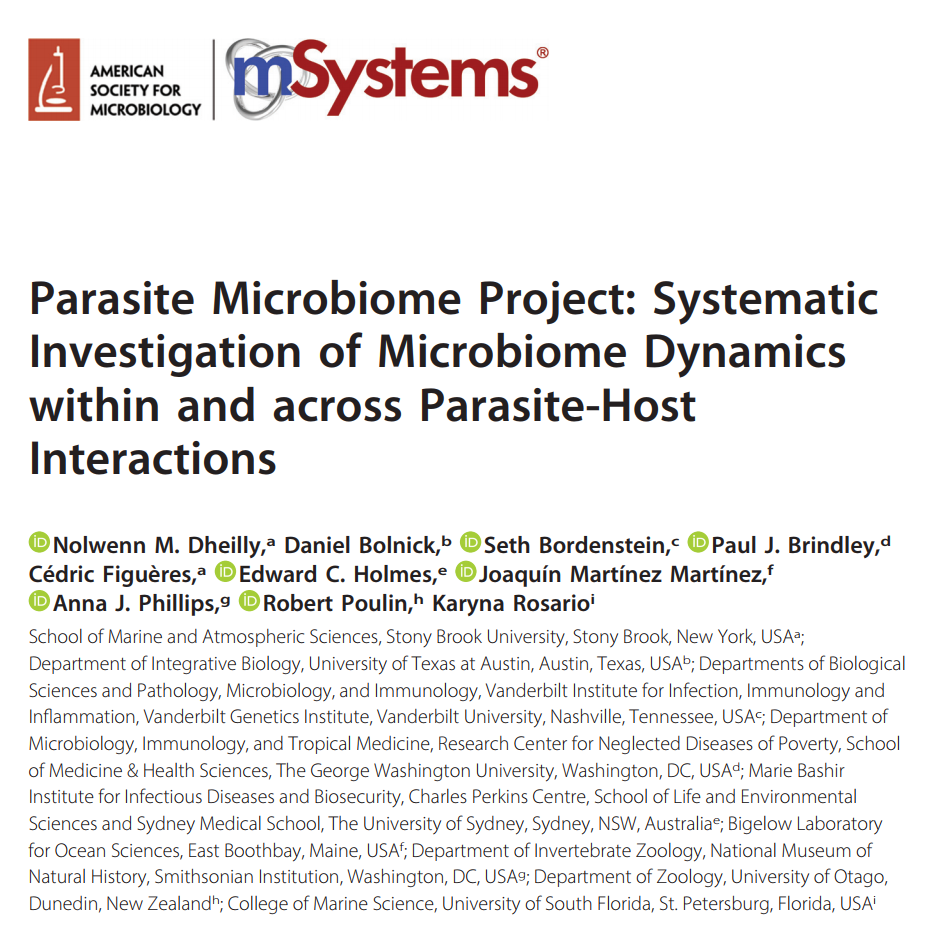 AMERICAN
SOCIETY FOR
MICROBIOLOGY
mSystems®
Parasite Microbiome Project: Systematic
Investigation of Microbiome Dynamics
within and across Parasite-Host
Interactions
iD Nolwenn M. Dheilly,ᵃ Daniel Bolnick,ᵇ iD Seth Bordenstein,ᶜ iD Paul J. Brindley,ᵈ
Cédric Figuères,ᵃ iD Edward C. Holmes,ᵉ iD Joaquín Martínez Martínez,ᶠ
iD Anna J. Phillips,ᵍ iD Robert Poulin,ʰ Karyna Rosarioⁱ
School of Marine and Atmospheric Sciences, Stony Brook University, Stony Brook, New York, USAᵃ;
Department of Integrative Biology, University of Texas at Austin, Austin, Texas, USAᵇ; Departments of Biological
Sciences and Pathology, Microbiology, and Immunology, Vanderbilt Institute for Infection, Immunology and
Inflammation, Vanderbilt Genetics Institute, Vanderbilt University, Nashville, Tennessee, USAᶜ; Department of
Microbiology, Immunology, and Tropical Medicine, Research Center for Neglected Diseases of Poverty, School
of Medicine & Health Sciences, The George Washington University, Washington, DC, USAᵈ; Marie Bashir
Institute for Infectious Diseases and Biosecurity, Charles Perkins Centre, School of Life and Environmental
Sciences and Sydney Medical School, The University of Sydney, Sydney, NSW, Australiaᵉ; Bigelow Laboratory
for Ocean Sciences, East Boothbay, Maine, USAᶠ; Department of Invertebrate Zoology, National Museum of
Natural History, Smithsonian Institution, Washington, DC, USAᵍ; Department of Zoology, University of Otago,
Dunedin, New Zealandʰ; College of Marine Science, University of South Florida, St. Petersburg, Florida, USAⁱ